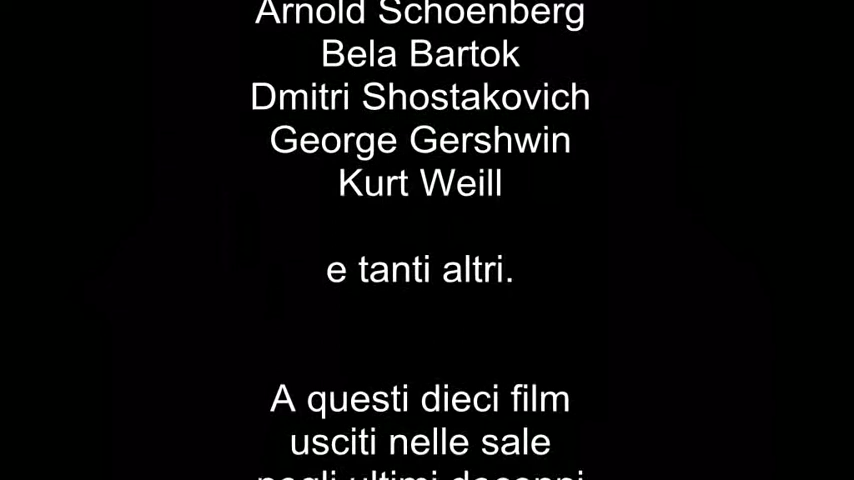 Arnold Schoenberg
Bela Bartok
Dmitri Shostakovich
George Gershwin
Kurt Weill
e tanti altri.
A questi dieci film
usciti nelle sale
negli ultimi decenni